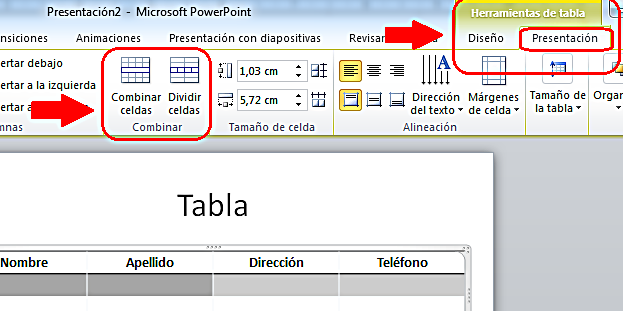 Presentación2 - Microsoft PowerPoint
Herramientas de tabla
nsiciones Animaciones Presentación con diapositivas Revisar Diseño Presentación
ertar debajo
ertar a la izquierda
ertar a
mnas
Combinar celdas
Dividir celdas
Combinar
1,03 cm
5,72 cm
Tamaño de celda
Dirección del texto
Márgenes de celda
Alineación
Tamaño de la tabla
Organ
Tabla
Nombre Apellido Dirección Teléfono